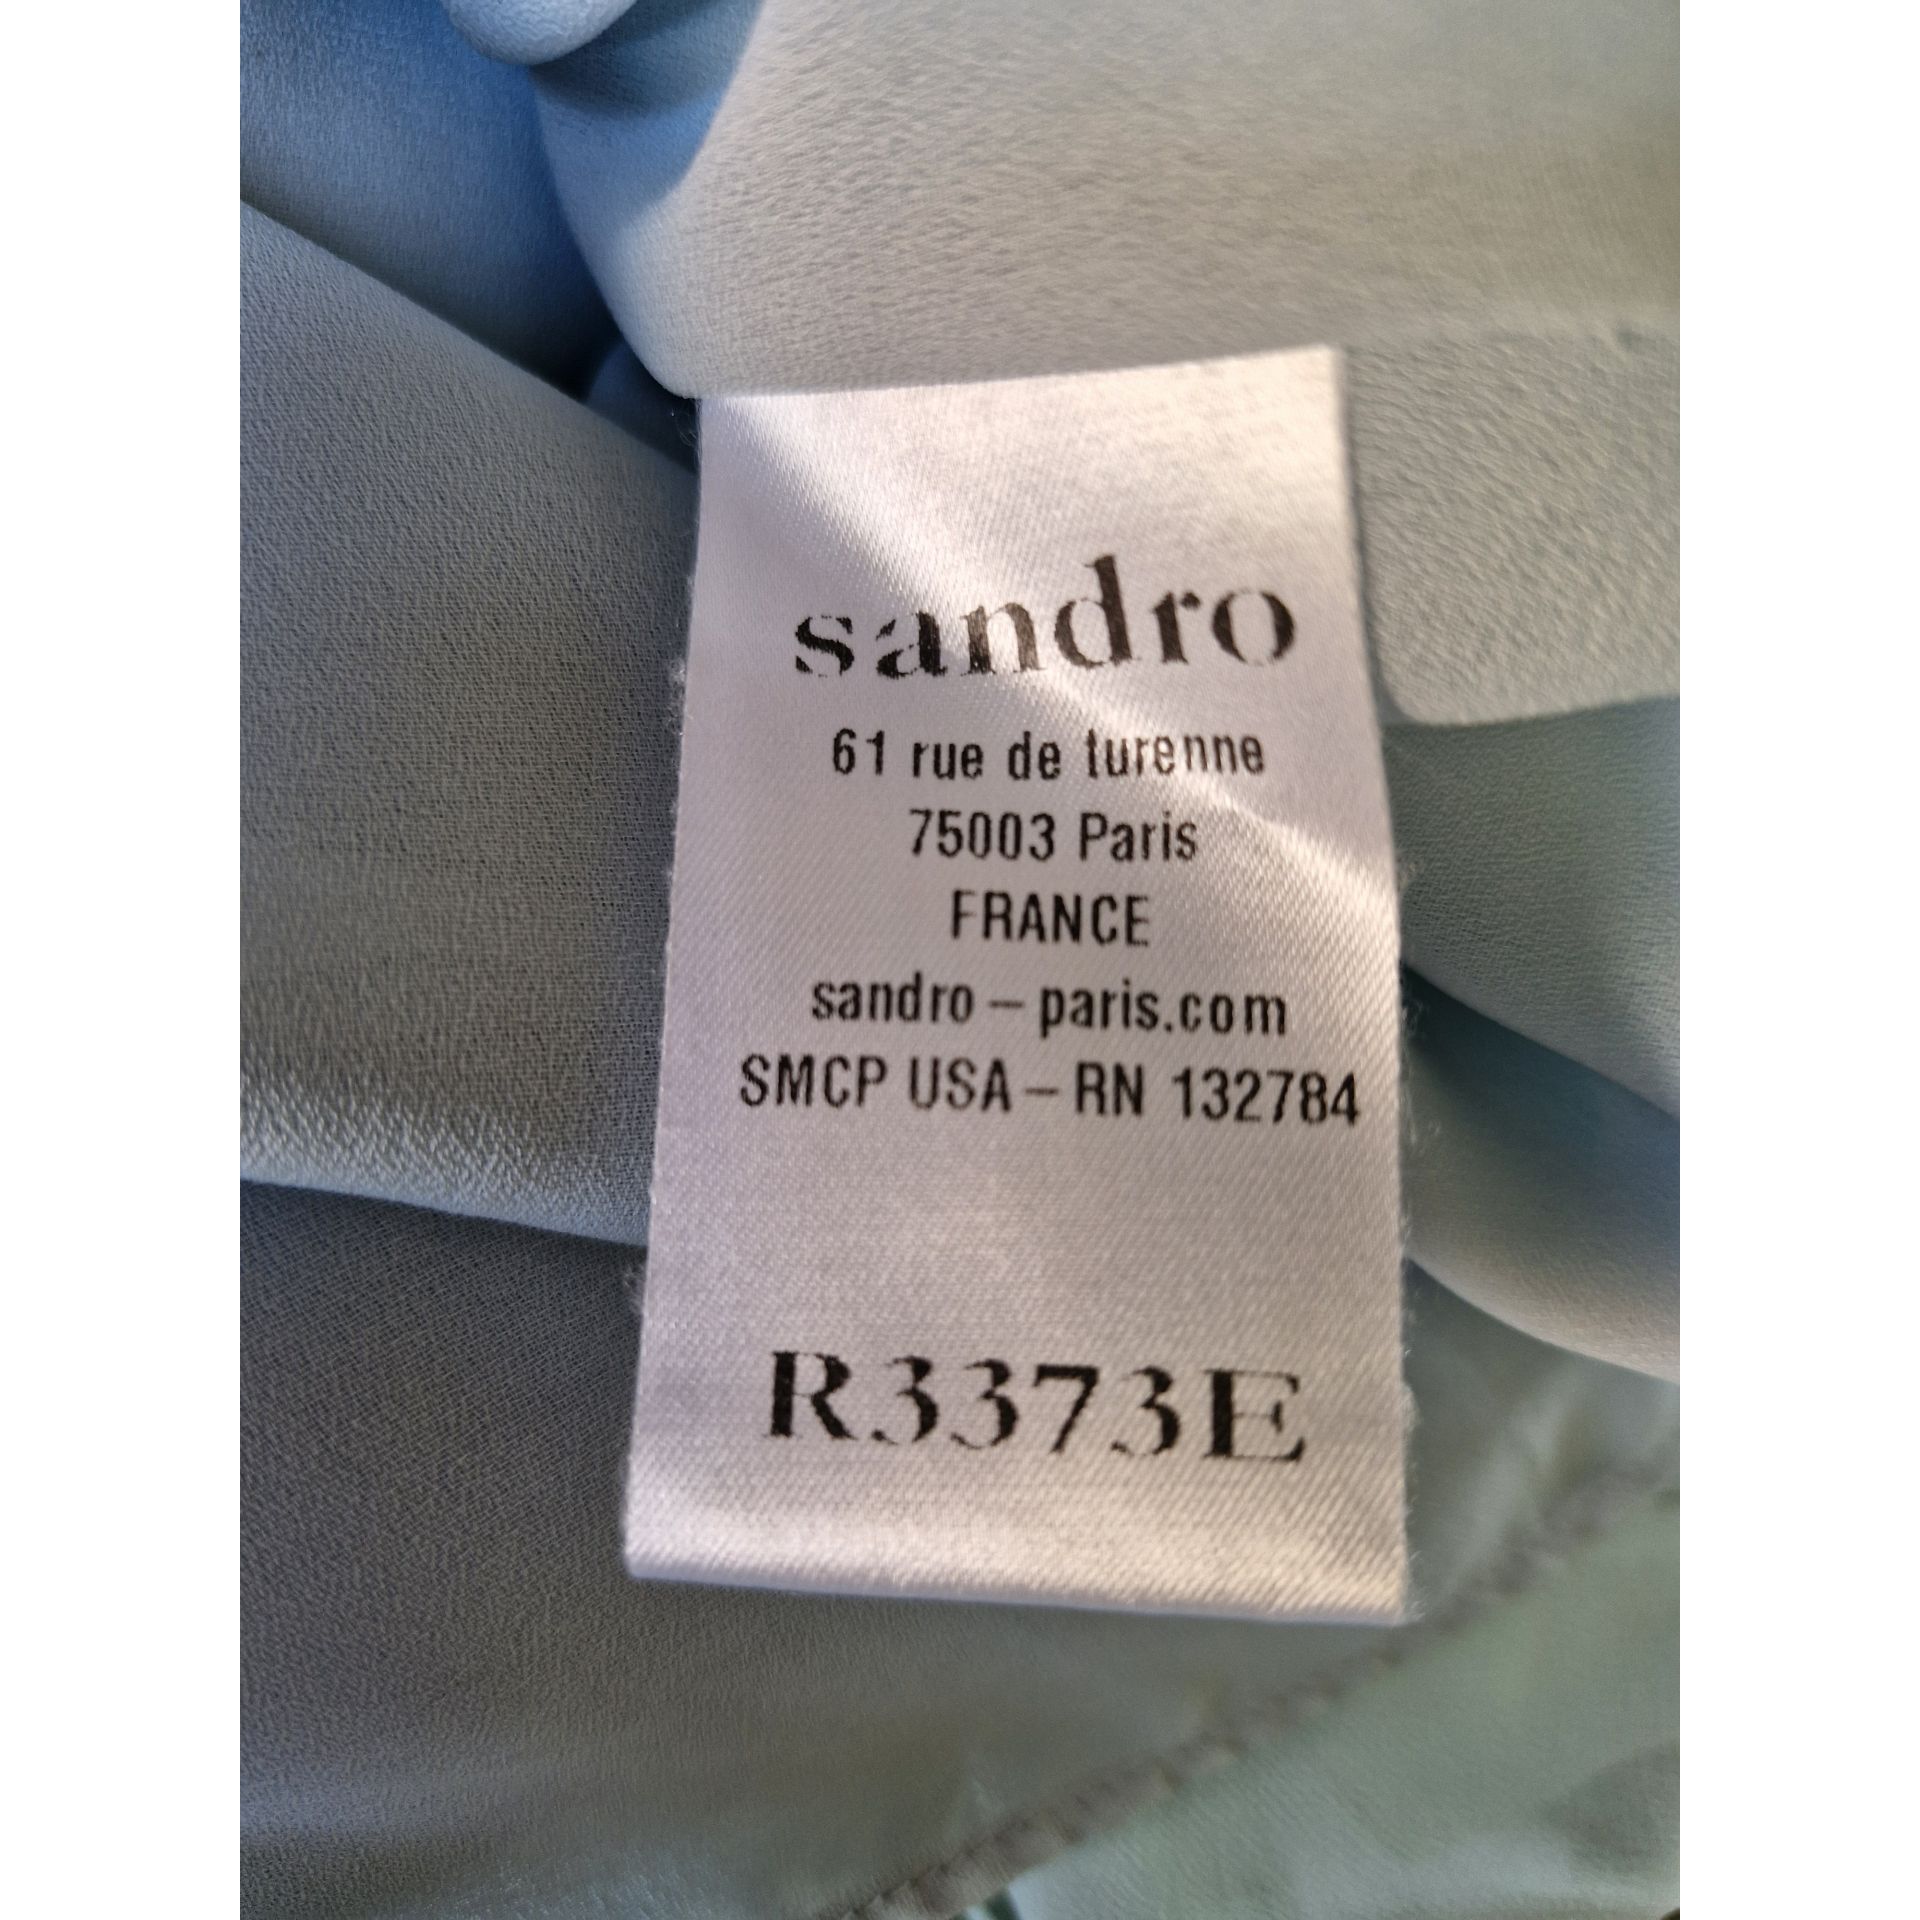 sandro
61 rue de turenne
75003 Paris
FRANCE
sandro – paris.com
SMCP USA – RN 132784
R3373E